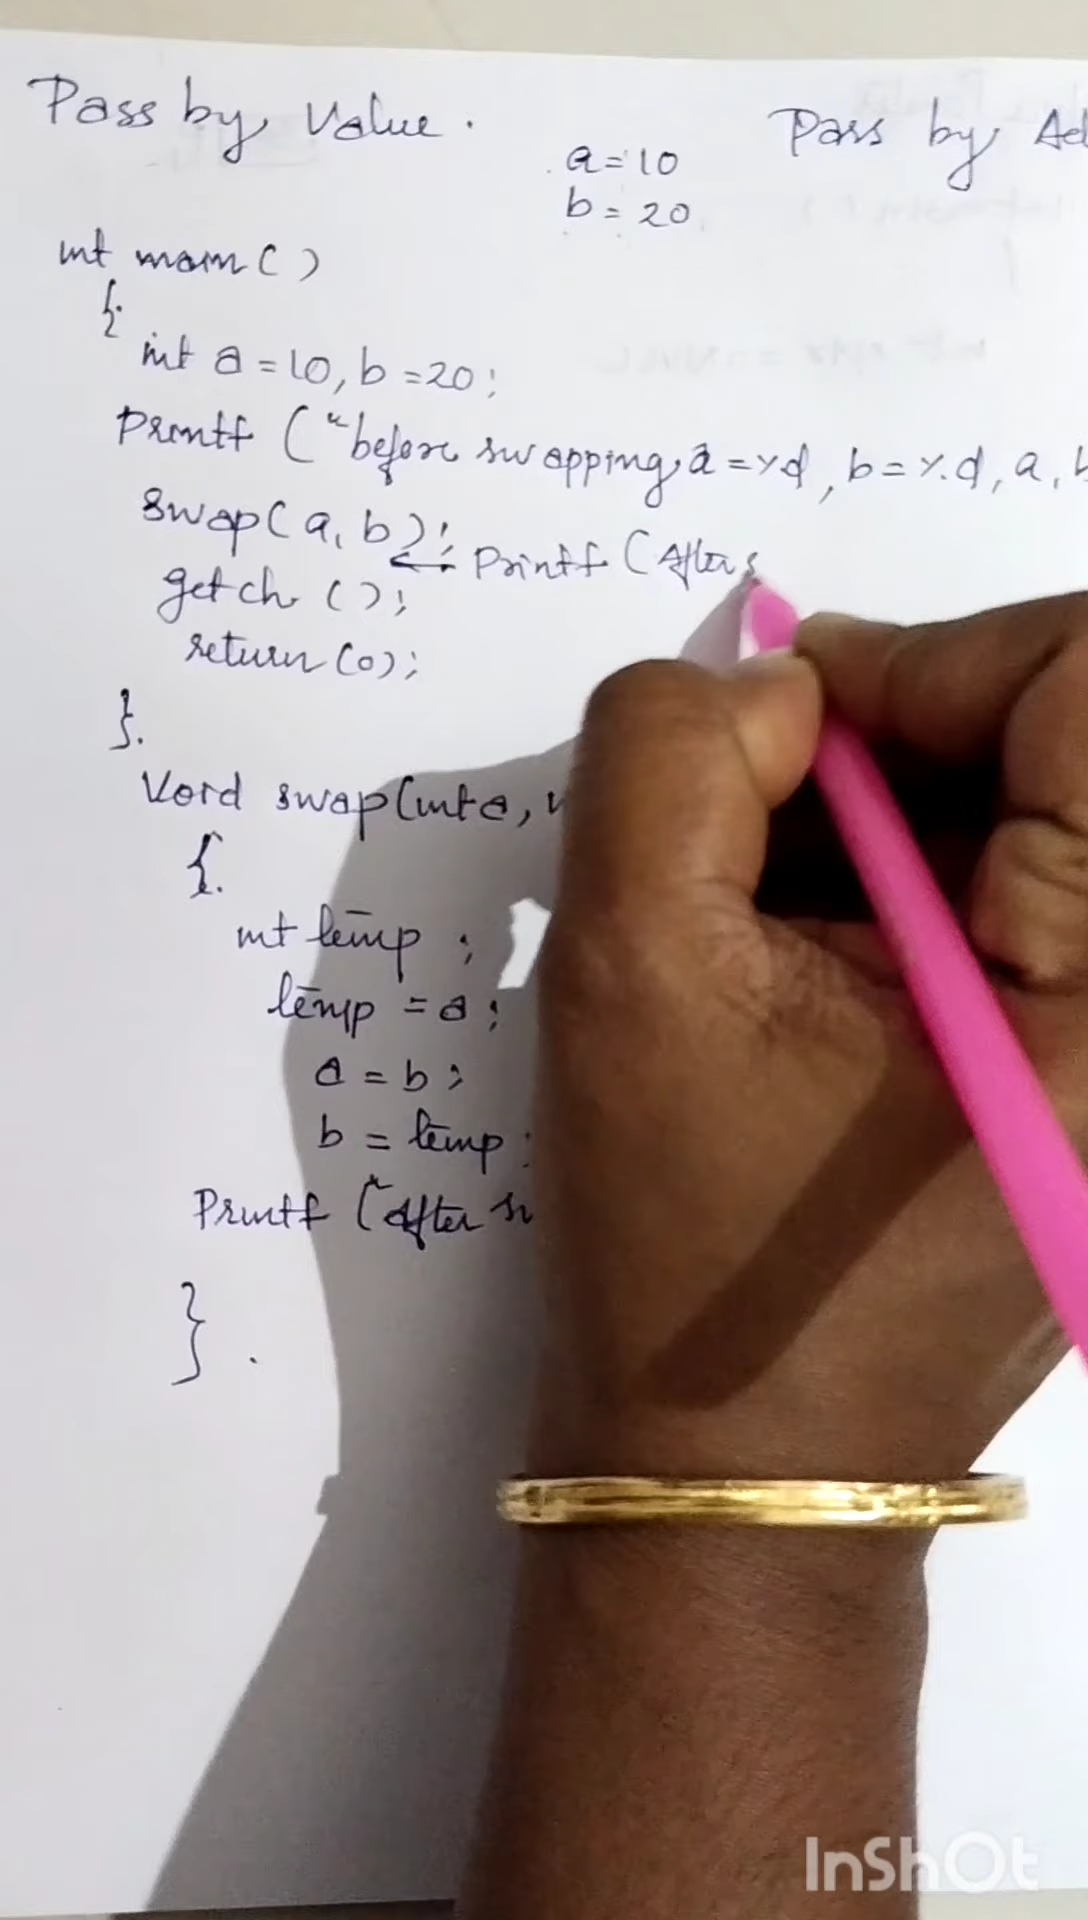 Pass by Value.
Pass by Ad
a = 10
b = 20
int main ( )
{
int a = 10, b = 20;
Printf ("before swapping a = %d, b = %.d, a, b
swap( a, b );
← Printf ( After s
getch ( );
return (0);
}.
Void swap(int a,
{.
int temp ;
temp = a ;
a = b ;
b = temp :
Printf ("After s
} .
InShOt